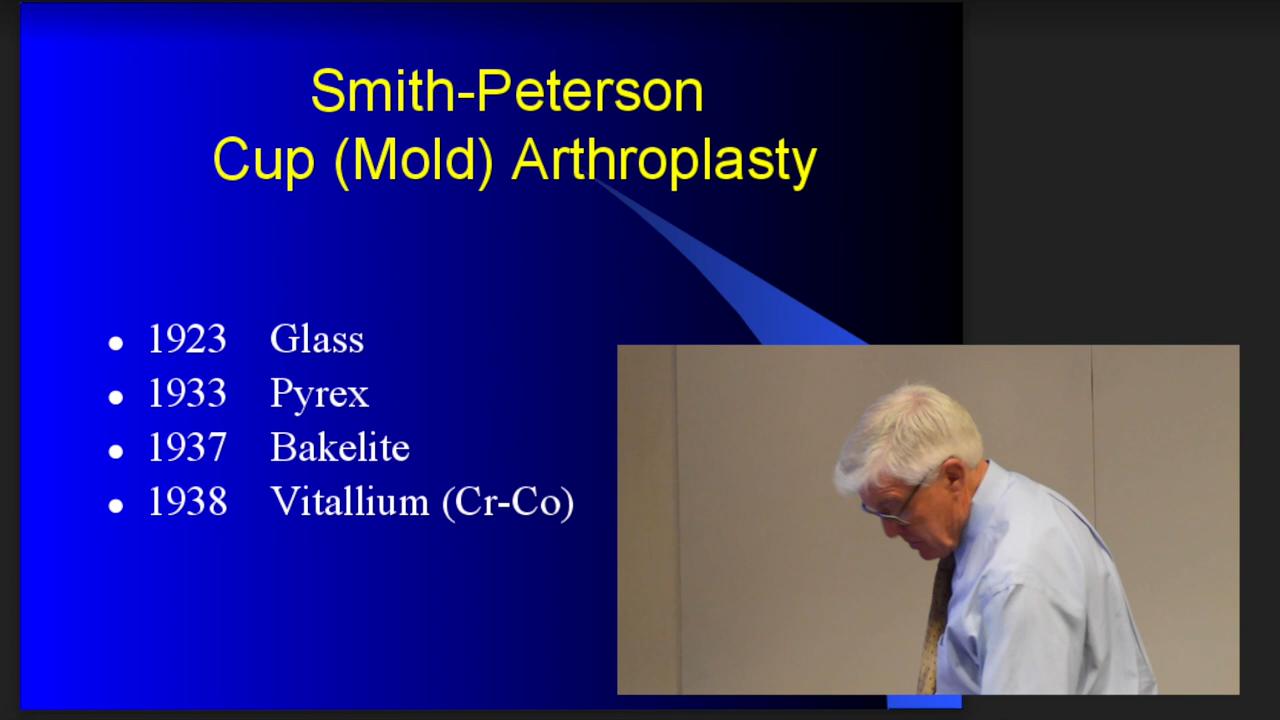 Smith-Peterson
Cup (Mold) Arthroplasty
• 1923 Glass
• 1933 Pyrex
• 1937 Bakelite
• 1938 Vitallium (Cr-Co)